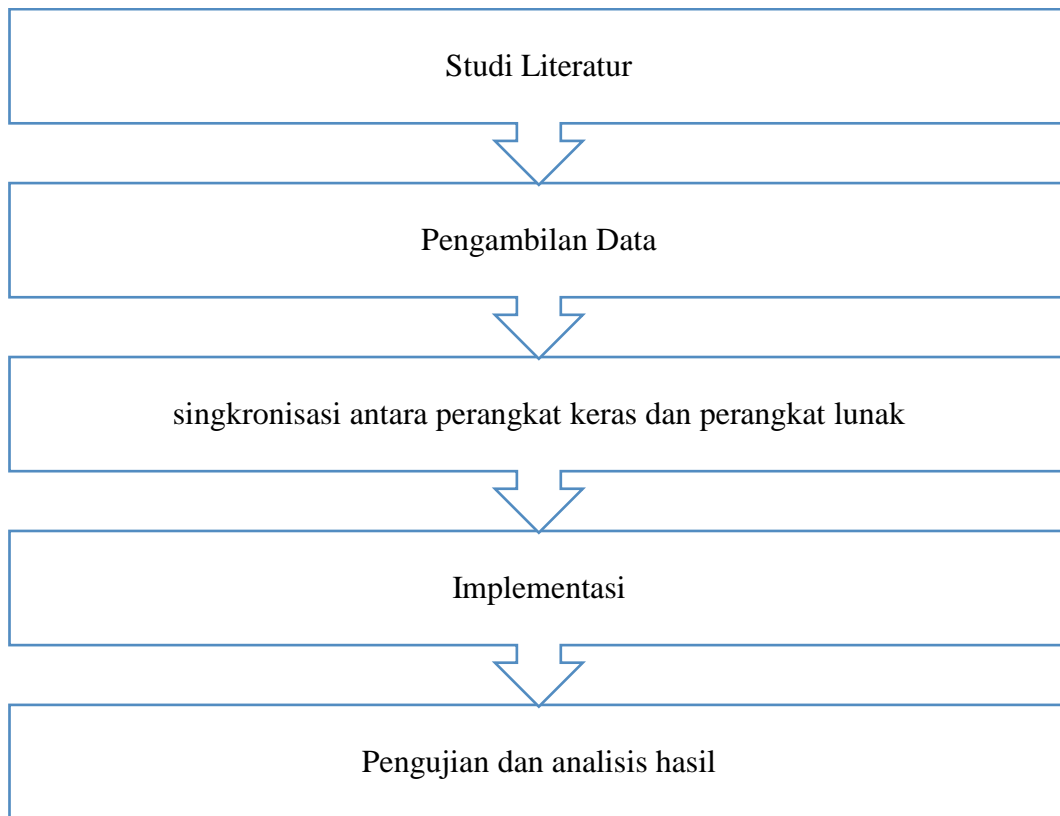 Studi Literatur
Pengambilan Data
singkronisasi antara perangkat keras dan perangkat lunak
Implementasi
Pengujian dan analisis hasil